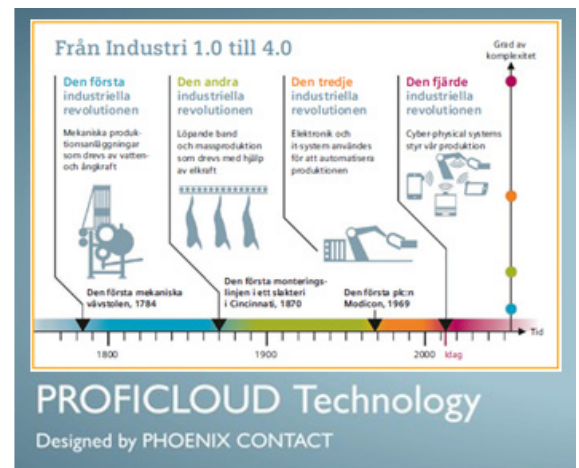 Från Industri 1.0 till 4.0
Grad av
komplexitet
Den första
industriella
revolutionen
Mekaniska produk-
tionsanläggningar
som drevs av vatten-
och ångkraft
Den andra
industriella
revolutionen
Löpande band
och massproduktion
som drevs med hjälp
av elkraft
Den tredje
industriella
revolutionen
Elektronik och
it-system användes
för att automatisera
produktionen
Den fjärde
industriella
revolutionen
Cyber-physical systems
styr vår produktion
Den första mekaniska
vävstolen, 1784
Den första monterings-
linjen i ett slakteri
i Cincinnati, 1870
Den första plc:n
Modicon, 1969
Tid
1800
1900
2000
Idag
PROFICLOUD Technology
Designed by PHOENIX CONTACT